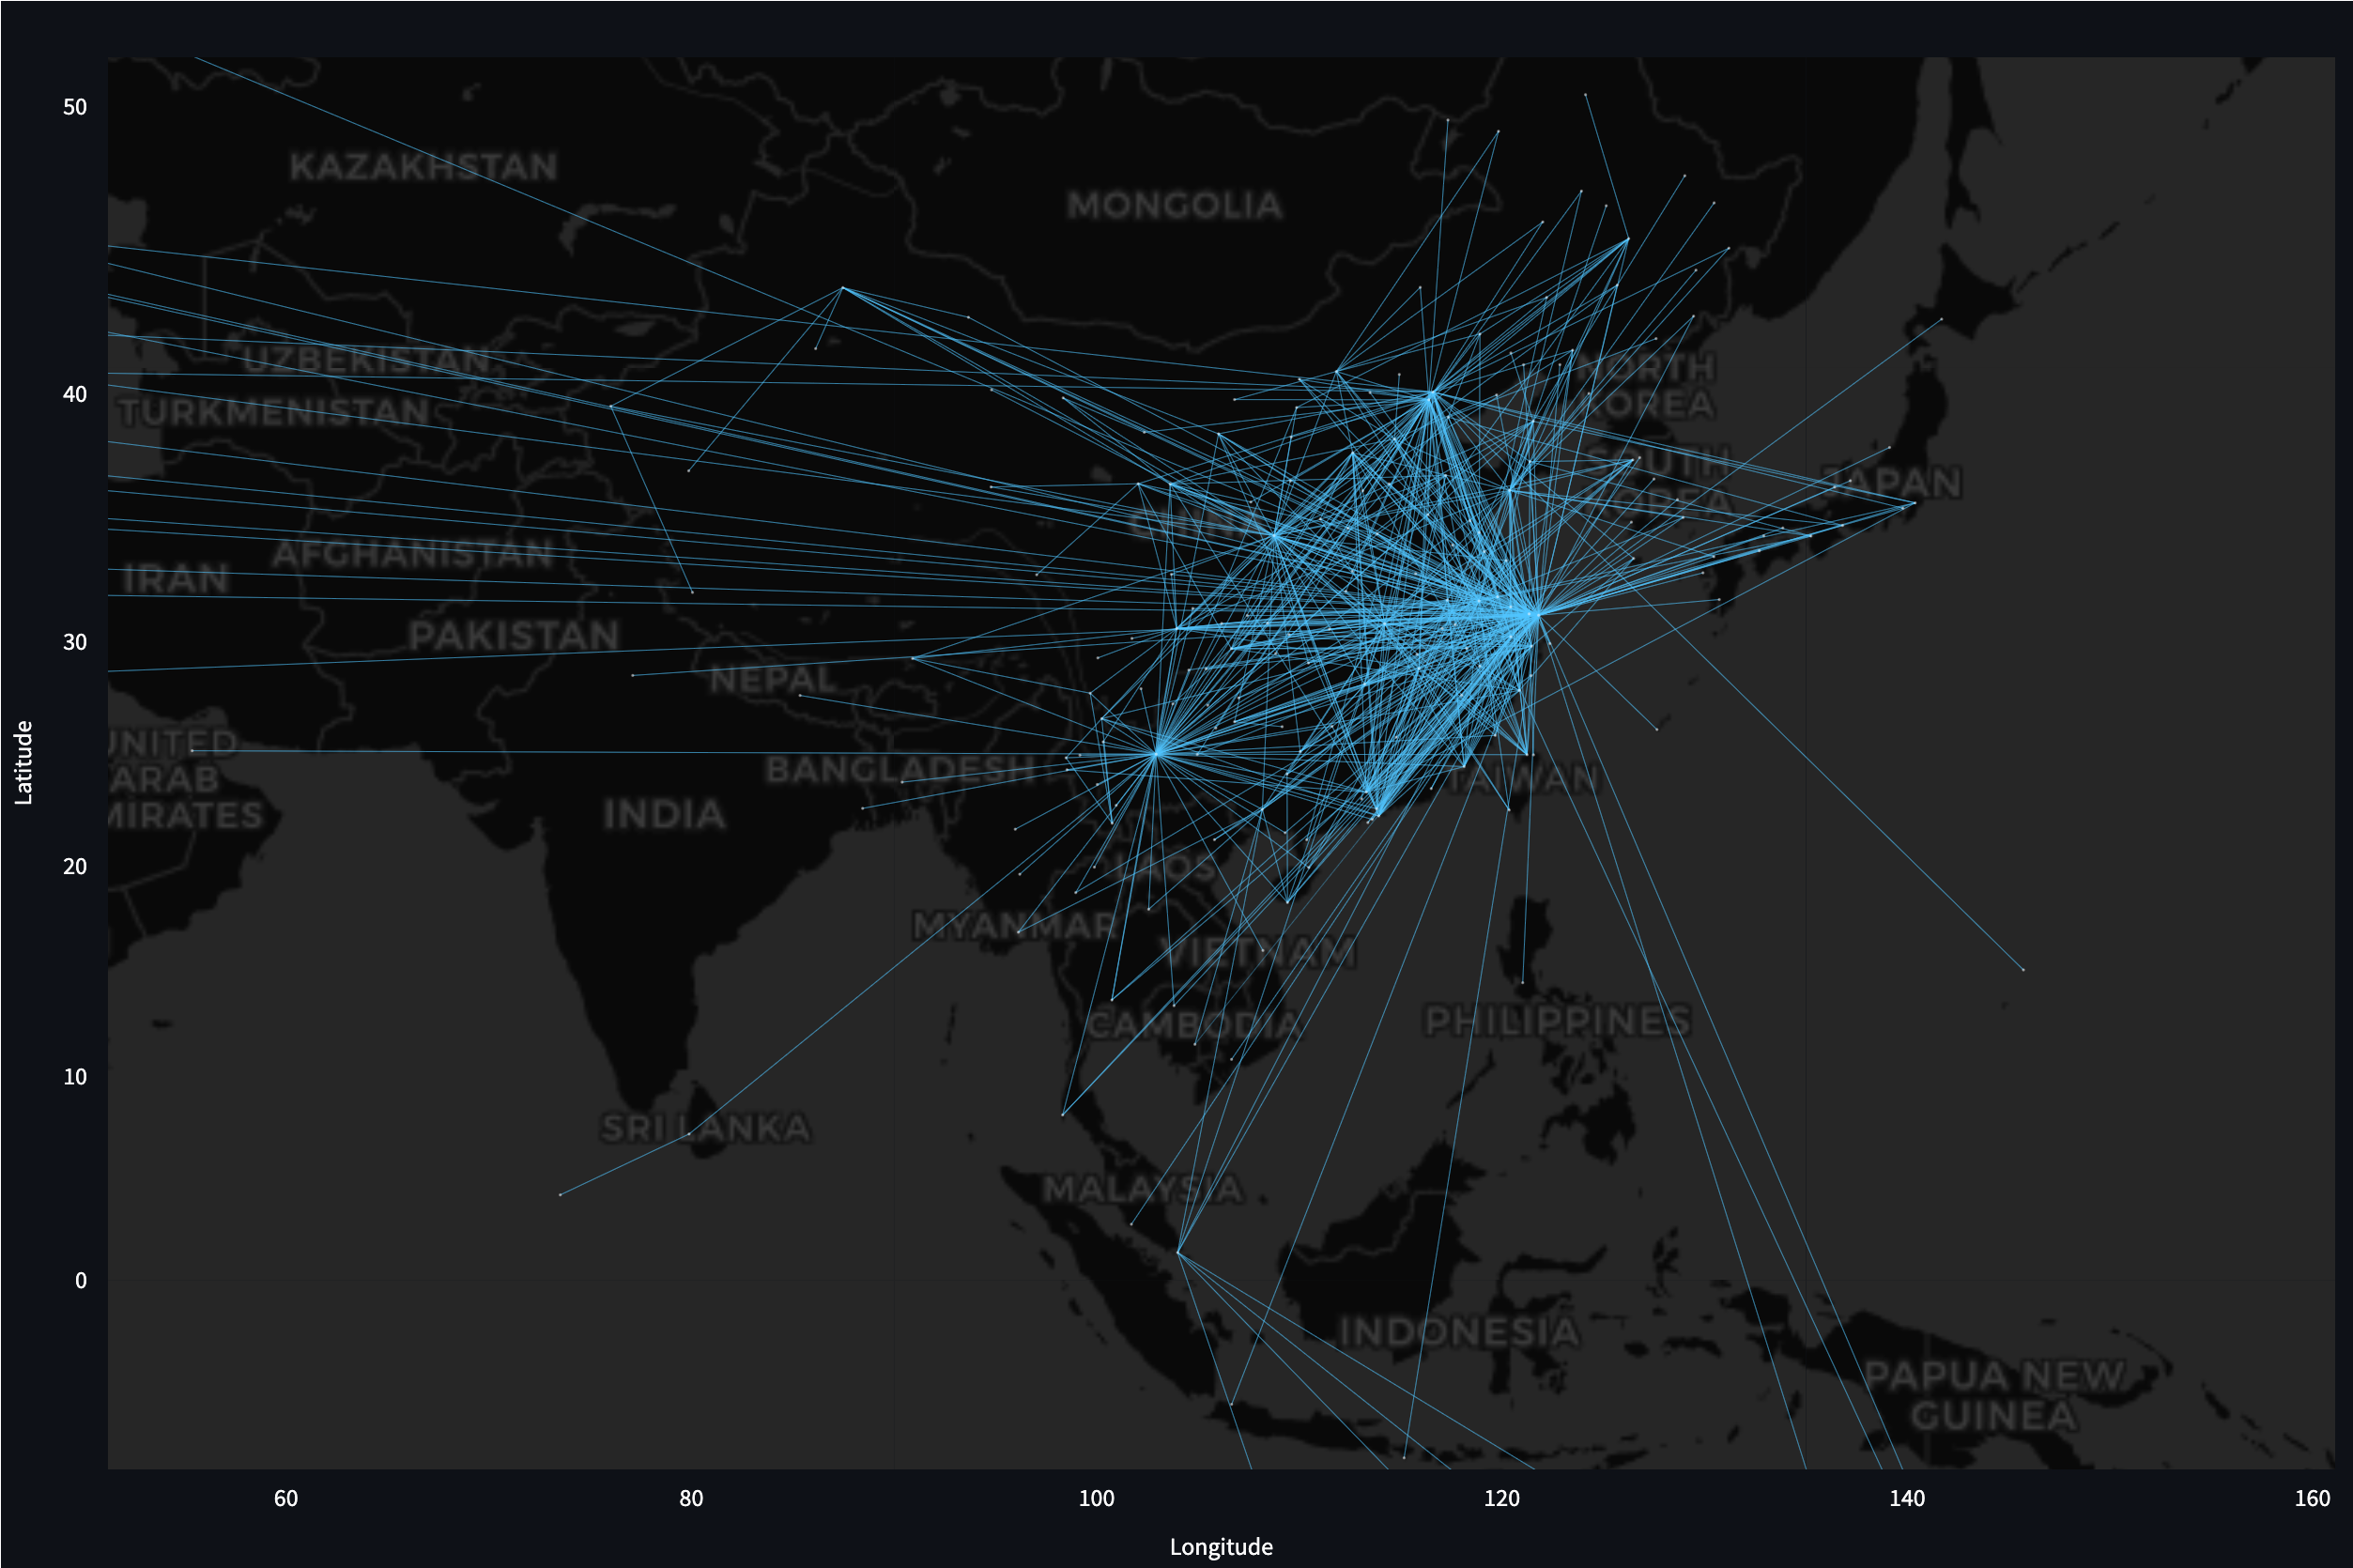 50
KAZAKHSTAN
MONGOLIA
40
UZBEKISTAN
NORTH
KOREA
TURKMENISTAN
SOUTH
KOREA
JAPAN
CHINA
AFGHANISTAN
IRAN
30
PAKISTAN
NEPAL
UNITED
ARAB
MIRATES
BANGLADESH
TAIWAN
INDIA
20
LAOS
MYANMAR
VIETNAM
CAMBODIA
PHILIPPINES
10
SRI LANKA
MALAYSIA
0
INDONESIA
PAPUA NEW
GUINEA
Latitude
60
80
100
120
140
160
Longitude